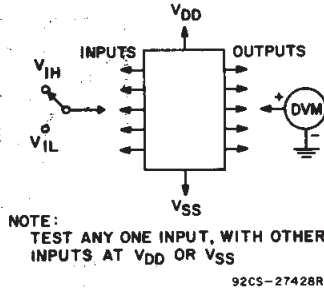 VDD
INPUTS
OUTPUTS
VIH
VIL
+
DVM
-
VSS
NOTE:
TEST ANY ONE INPUT, WITH OTHER
INPUTS AT VDD OR VSS
92CS-27428R